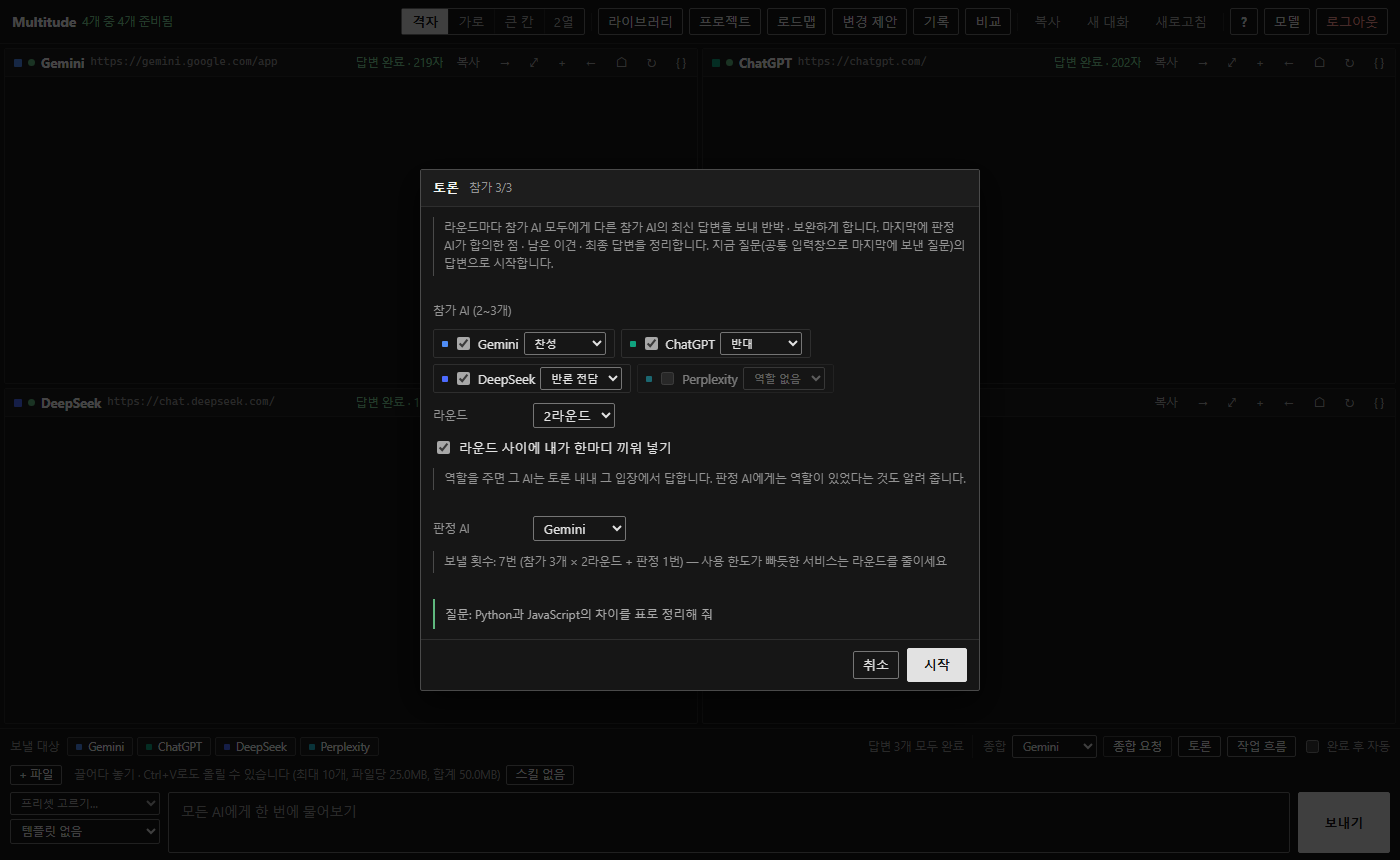 Multitude 4개 중 4개 준비됨
격자 가로 큰 칸 2열 라이브러리 프로젝트 로드맵 변경 제안 기록 비교 복사 새 대화 새로고침 ? 모델 로그아웃
Gemini https://gemini.google.com/app 답변 완료 · 219자 복사 → ⤢ + ← ☖ ↻ { }
ChatGPT https://chatgpt.com/ 답변 완료 · 202자 복사 → ⤢ + ← ☖ ↻ { }
토론 참가 3/3
라운드마다 참가 AI 모두에게 다른 참가 AI의 최신 답변을 보내 반박 · 보완하게 합니다. 마지막에 판정
AI가 합의한 점 · 남은 이견 · 최종 답변을 정리합니다. 지금 질문(공통 입력창으로 마지막에 보낸 질문)의
답변으로 시작합니다.
참가 AI (2~3개)
Gemini 찬성 ChatGPT 반대
DeepSeek 반론 전담 Perplexity 역할 없음
DeepSeek https://chat.deepseek.com/ 답변 완료 · 1 복사 → ⤢ + ← ☖ ↻ { }
라운드 2라운드
라운드 사이에 내가 한마디 끼워 넣기
역할을 주면 그 AI는 토론 내내 그 입장에서 답합니다. 판정 AI에게는 역할이 있었다는 것도 알려 줍니다.
판정 AI Gemini
보낼 횟수: 7번 (참가 3개 × 2라운드 + 판정 1번) — 사용 한도가 빠듯한 서비스는 라운드를 줄이세요
질문: Python과 JavaScript의 차이를 표로 정리해 줘
취소 시작
보낼 대상 Gemini ChatGPT DeepSeek Perplexity 답변 3개 모두 완료 종합 Gemini 종합 요청 토론 작업 흐름 완료 후 자동
+ 파일 끌어다 놓기 · Ctrl+V로도 올릴 수 있습니다 (최대 10개, 파일당 25.0MB, 합계 50.0MB) 스킬 없음
프리셋 고르기... 모든 AI에게 한 번에 물어보기
템플릿 없음 보내기